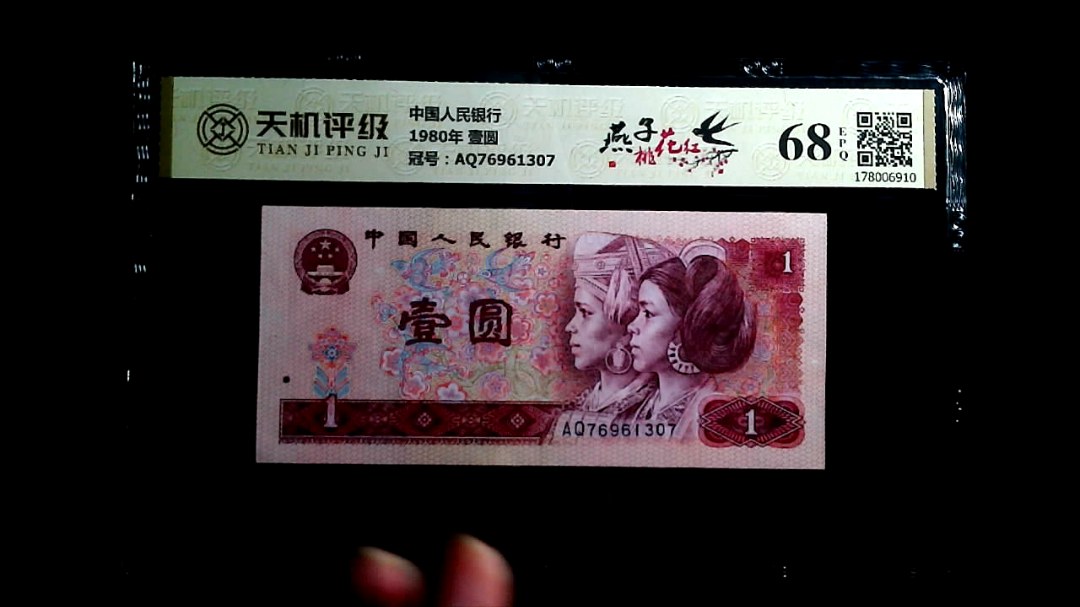 天机评级
TIAN JI PING JI
中国人民银行
1980年 壹圆
冠号：AQ76961307
燕子
桃花红
68
EPQ
178006910
中国人民银行
1
壹圆
1
AQ76961307
1